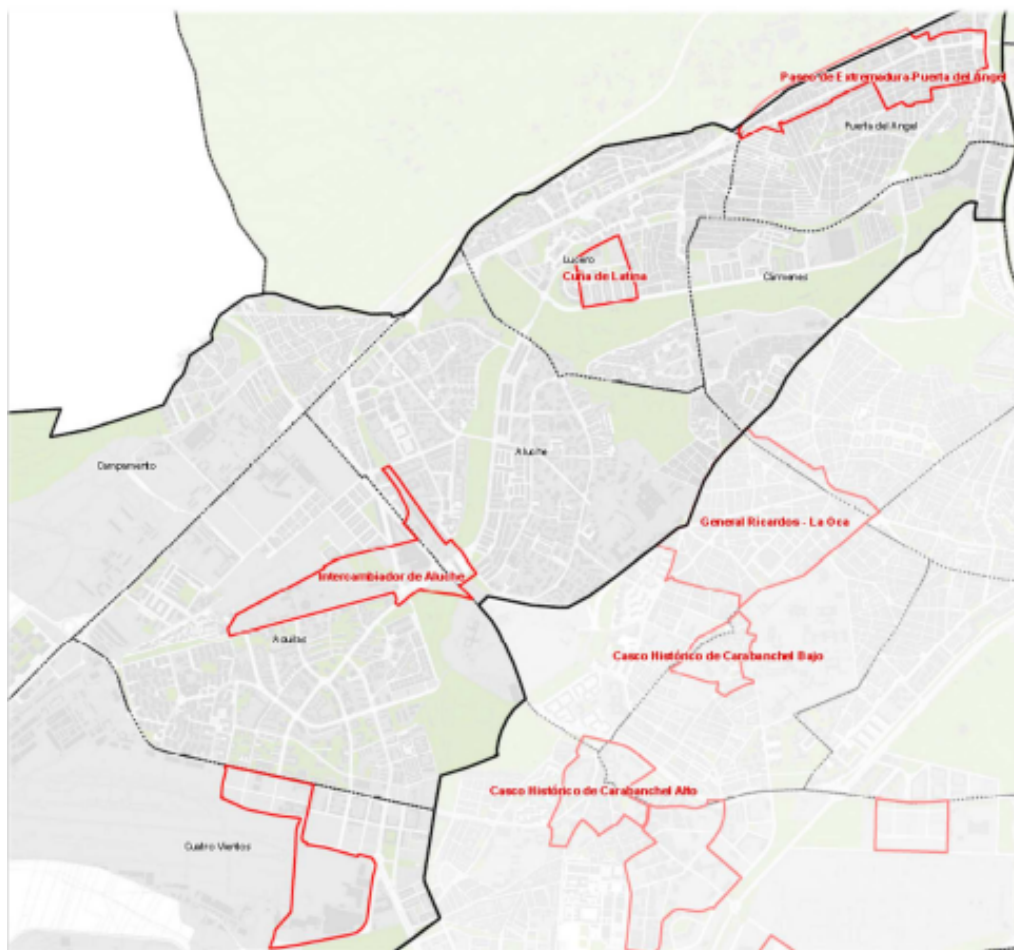 Paseo de Extremadura-Puerta del Ángel
Puerta del Ángel
Lucero
Cuña de Latina
Cármenes
Aluche
Campamento
General Ricardos - La Oca
Intercambiador de Aluche
Aguilas
Casco Histórico de Carabanchel Bajo
Casco Histórico de Carabanchel Alto
Cuatro Vientos